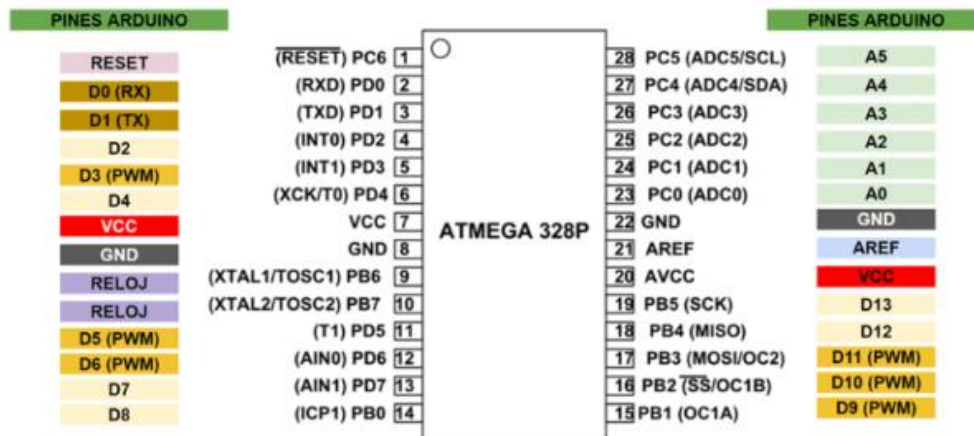 PINES ARDUINO PINES ARDUINO
RESET (RESET) PC6 1 28 PC5 (ADC5/SCL) A5
D0 (RX) (RXD) PD0 2 27 PC4 (ADC4/SDA) A4
D1 (TX) (TXD) PD1 3 26 PC3 (ADC3) A3
D2 (INT0) PD2 4 25 PC2 (ADC2) A2
D3 (PWM) (INT1) PD3 5 24 PC1 (ADC1) A1
D4 (XCK/T0) PD4 6 23 PC0 (ADC0) A0
VCC VCC 7 ATMEGA 328P 22 GND GND
GND GND 8 21 AREF AREF
RELOJ (XTAL1/TOSC1) PB6 9 20 AVCC VCC
RELOJ (XTAL2/TOSC2) PB7 10 19 PB5 (SCK) D13
D5 (PWM) (T1) PD5 11 18 PB4 (MISO) D12
D6 (PWM) (AIN0) PD6 12 17 PB3 (MOSI/OC2) D11 (PWM)
D7 (AIN1) PD7 13 16 PB2 (SS/OC1B) D10 (PWM)
D8 (ICP1) PB0 14 15 PB1 (OC1A) D9 (PWM)